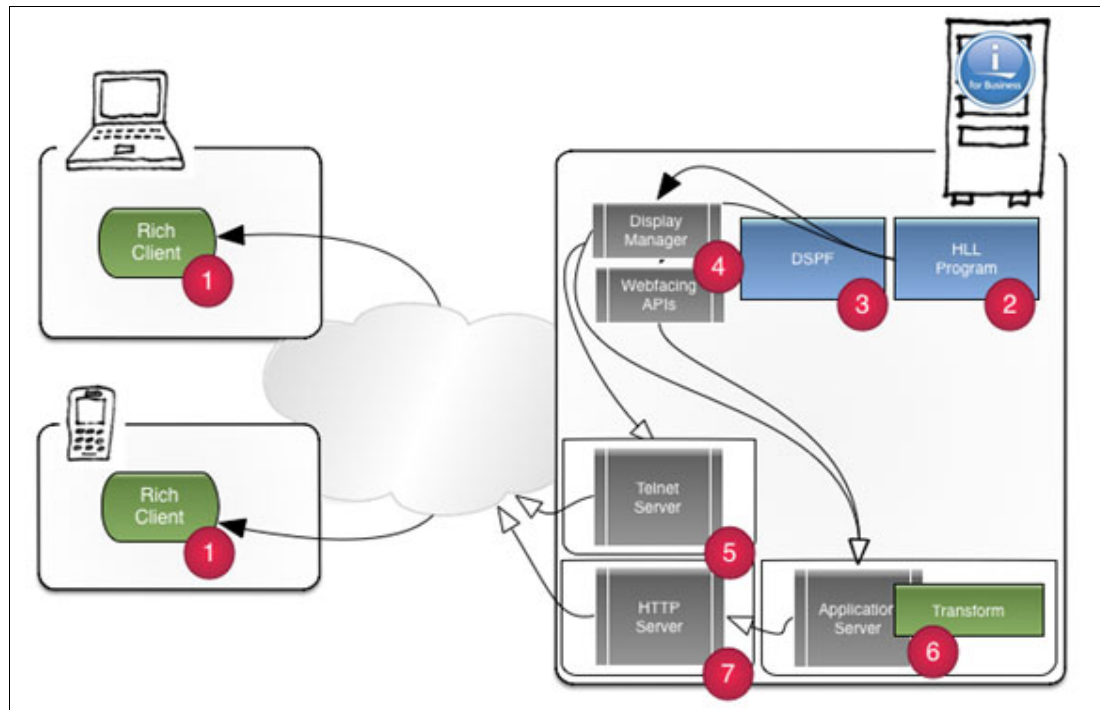 i
for Business
Rich
Client
1
Display
Manager
4
Webfacing
APIs
DSPF
3
HLL
Program
2
Rich
Client
1
Telnet
Server
5
HTTP
Server
7
Application
Server
6
Transform